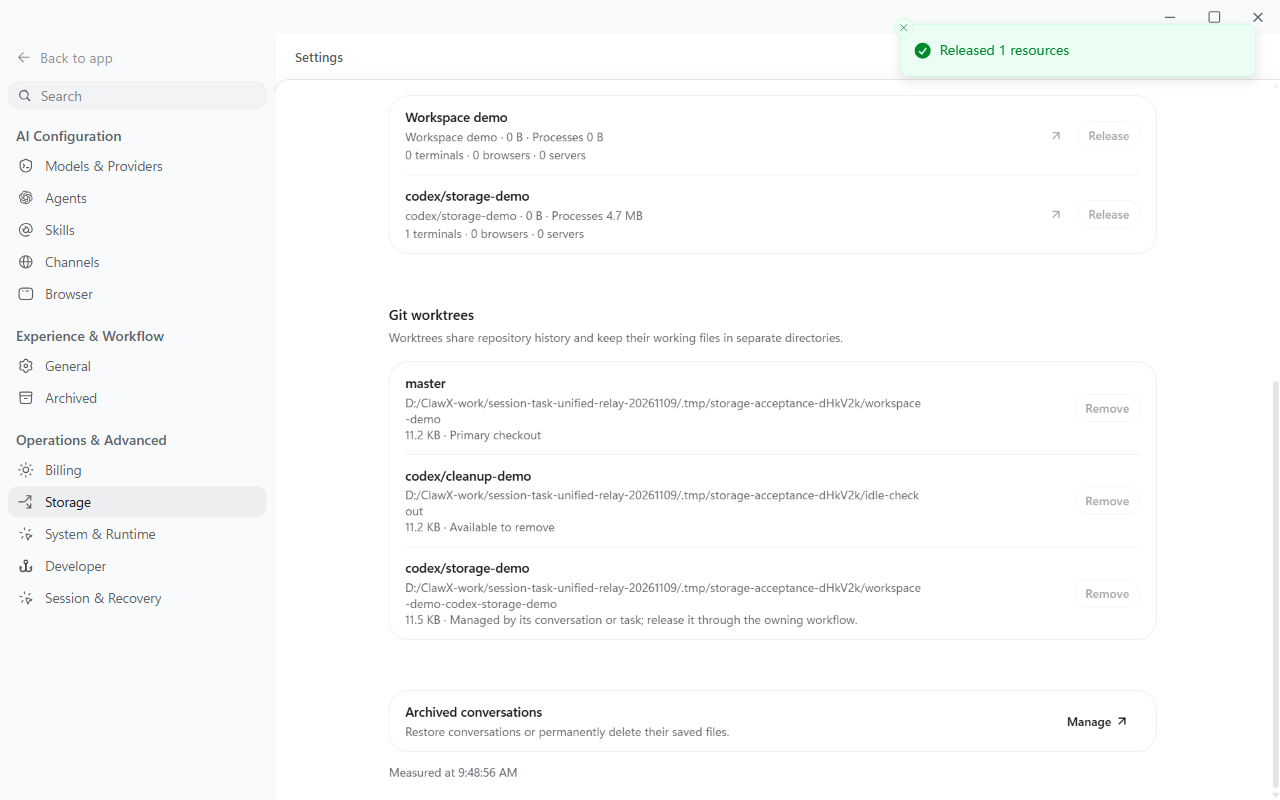 Back to app
Search
AI Configuration
Models & Providers
Agents
Skills
Channels
Browser
Experience & Workflow
General
Archived
Operations & Advanced
Billing
Storage
System & Runtime
Developer
Session & Recovery
Settings
Released 1 resources
Workspace demo
Workspace demo · 0 B · Processes 0 B
0 terminals · 0 browsers · 0 servers
Release
codex/storage-demo
codex/storage-demo · 0 B · Processes 4.7 MB
1 terminals · 0 browsers · 0 servers
Release
Git worktrees
Worktrees share repository history and keep their working files in separate directories.
master
D:/ClawX-work/session-task-unified-relay-20261109/.tmp/storage-acceptance-dHkV2k/workspace
-demo
11.2 KB · Primary checkout
Remove
codex/cleanup-demo
D:/ClawX-work/session-task-unified-relay-20261109/.tmp/storage-acceptance-dHkV2k/idle-check
out
11.2 KB · Available to remove
Remove
codex/storage-demo
D:/ClawX-work/session-task-unified-relay-20261109/.tmp/storage-acceptance-dHkV2k/workspace
-demo-codex-storage-demo
11.5 KB · Managed by its conversation or task; release it through the owning workflow.
Remove
Archived conversations
Restore conversations or permanently delete their saved files.
Manage
Measured at 9:48:56 AM